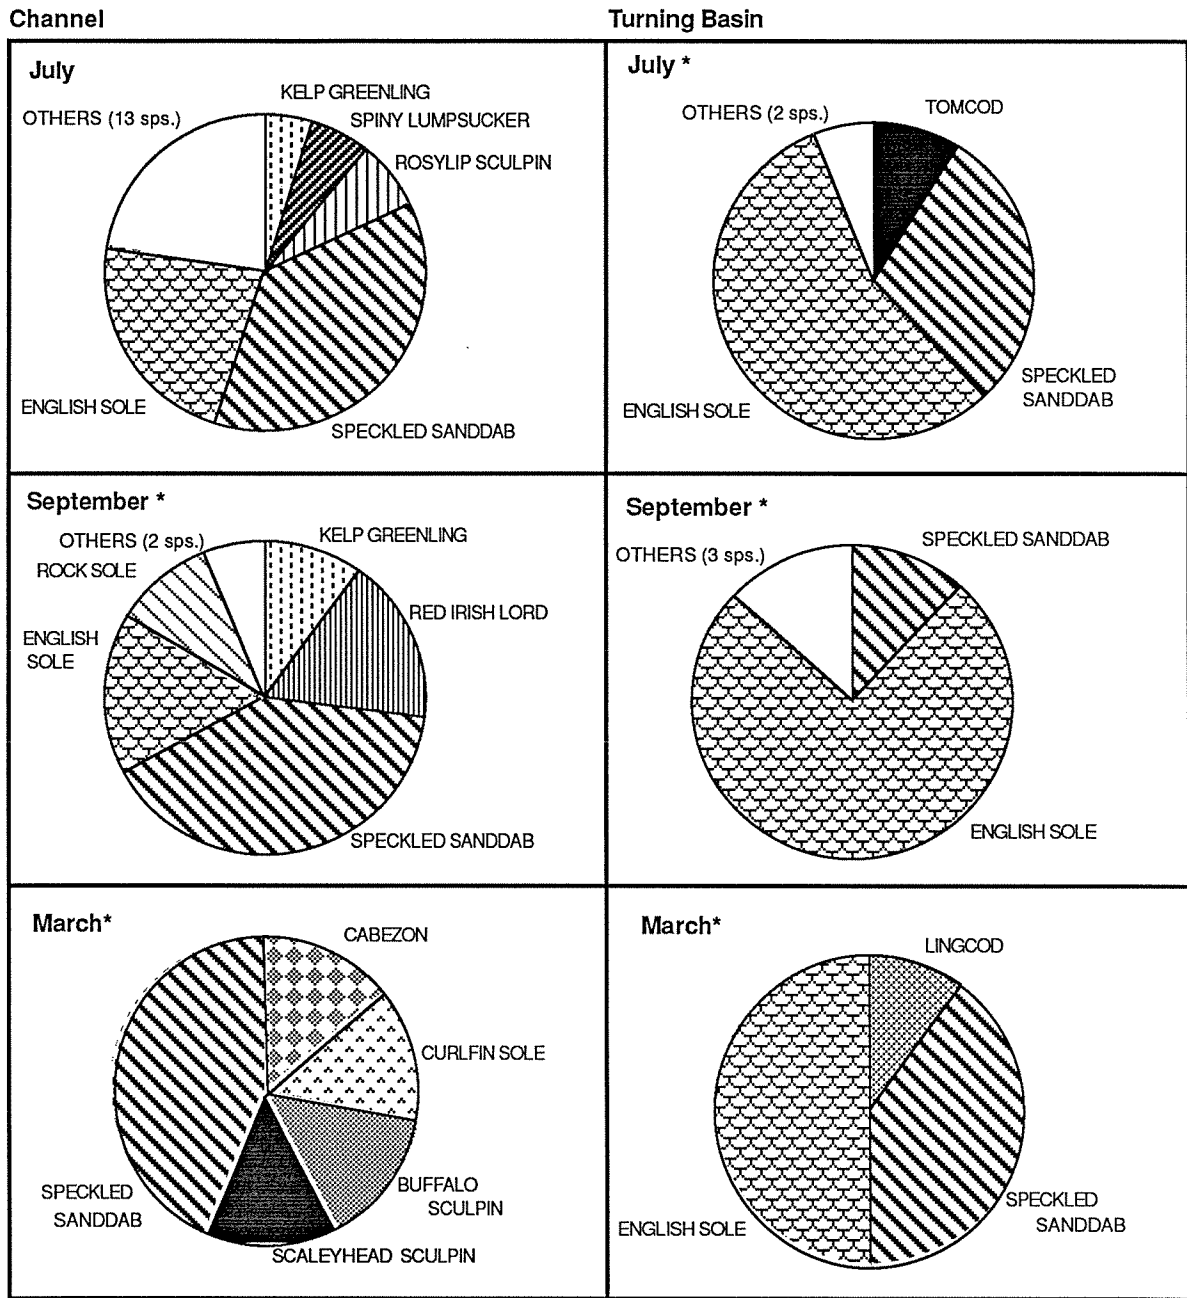 Channel
Turning Basin
July
KELP GREENLING
OTHERS (13 sps.)
SPINY LUMPSUCKER
ROSYLIP SCULPIN
ENGLISH SOLE
SPECKLED SANDDAB
July *
OTHERS (2 sps.)
TOMCOD
SPECKLED
SANDDAB
ENGLISH SOLE
September *
OTHERS (2 sps.)
KELP GREENLING
ROCK SOLE
RED IRISH LORD
ENGLISH
SOLE
SPECKLED SANDDAB
September *
SPECKLED SANDDAB
OTHERS (3 sps.)
ENGLISH SOLE
March*
CABEZON
CURLFIN SOLE
BUFFALO
SCULPIN
SPECKLED
SANDDAB
SCALEYHEAD SCULPIN
March*
LINGCOD
SPECKLED
SANDDAB
ENGLISH SOLE